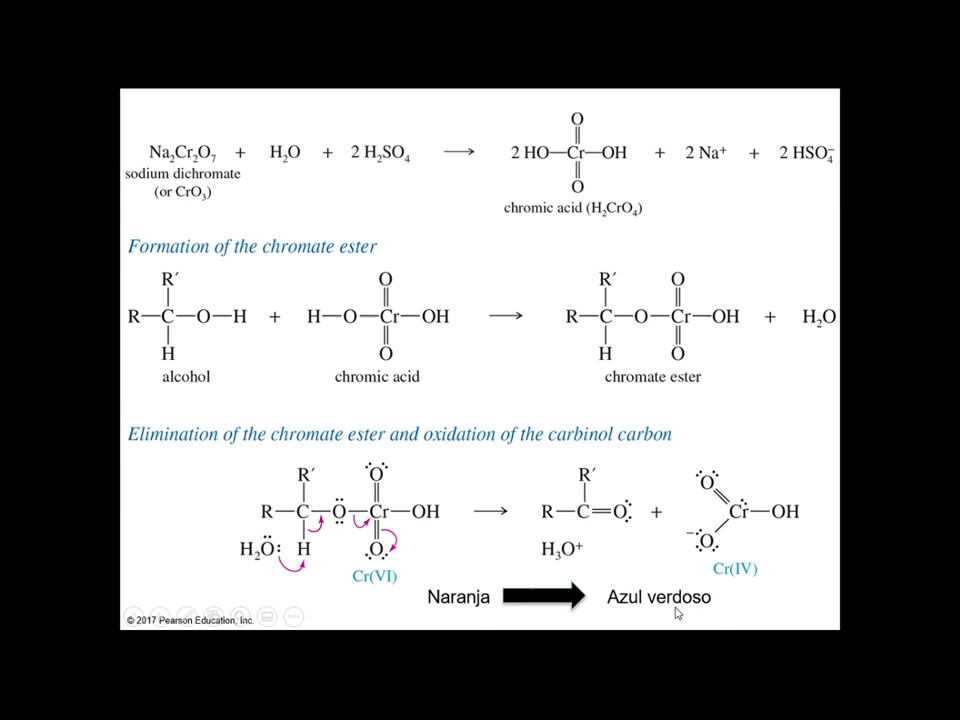 Na₂Cr₂O₇ + H₂O + 2 H₂SO₄ ⟶ 2 HO—Cr—OH + 2 Na⁺ + 2 HSO₄⁻
O
O
sodium dichromate
(or CrO₃)
chromic acid (H₂CrO₄)
Formation of the chromate ester
R′ O R′ O
R—C—O—H + H—O—Cr—OH ⟶ R—C—O—Cr—OH + H₂O
H O H O
alcohol chromic acid chromate ester
Elimination of the chromate ester and oxidation of the carbinol carbon
R′ O R′ O
R—C—O—Cr—OH ⟶ R—C=O + Cr—OH
H₂O: H O H₃O⁺ ⁻O
Cr(VI) Cr(IV)
Naranja Azul verdoso
© 2017 Pearson Education, Inc.